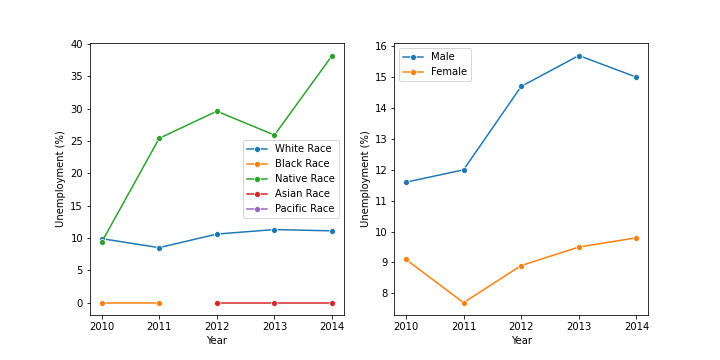 40
35
30
25
20
15
10
5
0
Unemployment (%)
2010 2011 2012 2013 2014
Year
White Race
Black Race
Native Race
Asian Race
Pacific Race
16
15
14
13
12
11
10
9
8
Unemployment (%)
2010 2011 2012 2013 2014
Year
Male
Female